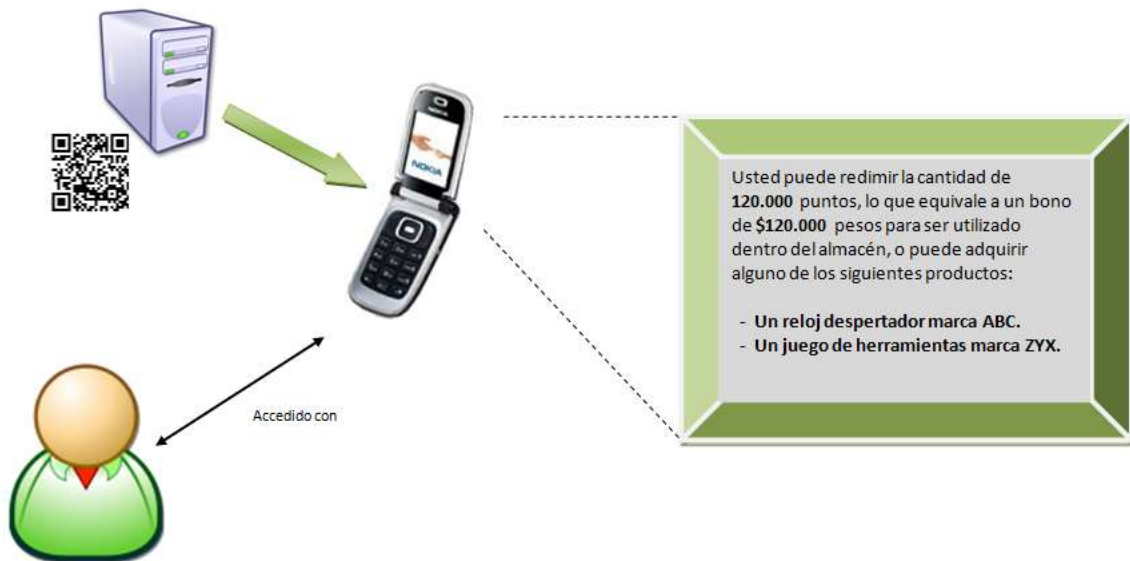 NOKIA
NOKIA
Usted puede redimir la cantidad de
120.000 puntos, lo que equivale a un bono
de $120.000 pesos para ser utilizado
dentro del almacén, o puede adquirir
alguno de los siguientes productos:
- Un reloj despertador marca ABC.
- Un juego de herramientas marca ZYX.
Accedido con